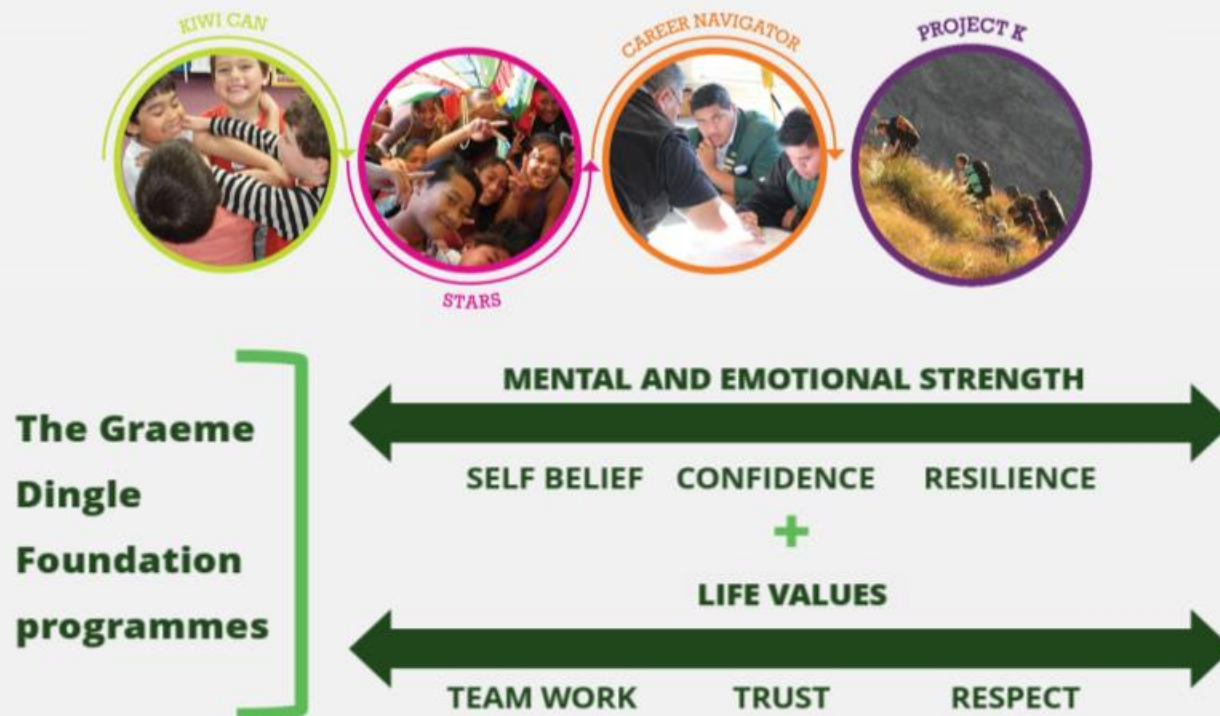 KIWI CAN
STARS
CAREER NAVIGATOR
PROJECT K
The Graeme
Dingle
Foundation
programmes
MENTAL AND EMOTIONAL STRENGTH
SELF BELIEF CONFIDENCE RESILIENCE
+
LIFE VALUES
TEAM WORK TRUST RESPECT